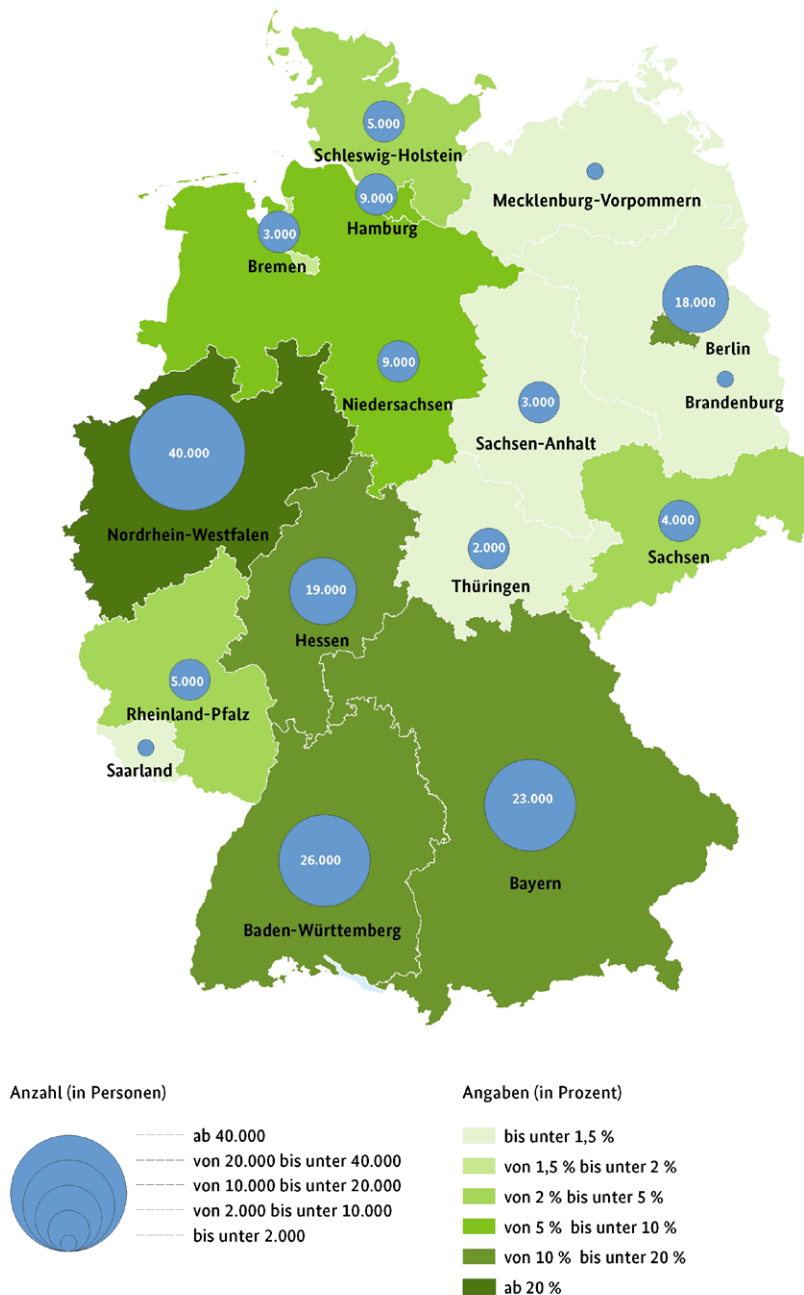 5.000
Schleswig-Holstein
Mecklenburg-Vorpommern
9.000
Hamburg
3.000
Bremen
18.000
Berlin
9.000
Niedersachsen
Brandenburg
3.000
Sachsen-Anhalt
40.000
Nordrhein-Westfalen
4.000
Sachsen
2.000
Thüringen
19.000
Hessen
5.000
Rheinland-Pfalz
Saarland
23.000
Bayern
26.000
Baden-Württemberg
Anzahl (in Personen)
ab 40.000
von 20.000 bis unter 40.000
von 10.000 bis unter 20.000
von 2.000 bis unter 10.000
bis unter 2.000
Angaben (in Prozent)
bis unter 1,5 %
von 1,5 % bis unter 2 %
von 2 % bis unter 5 %
von 5 % bis unter 10 %
von 10 % bis unter 20 %
ab 20 %